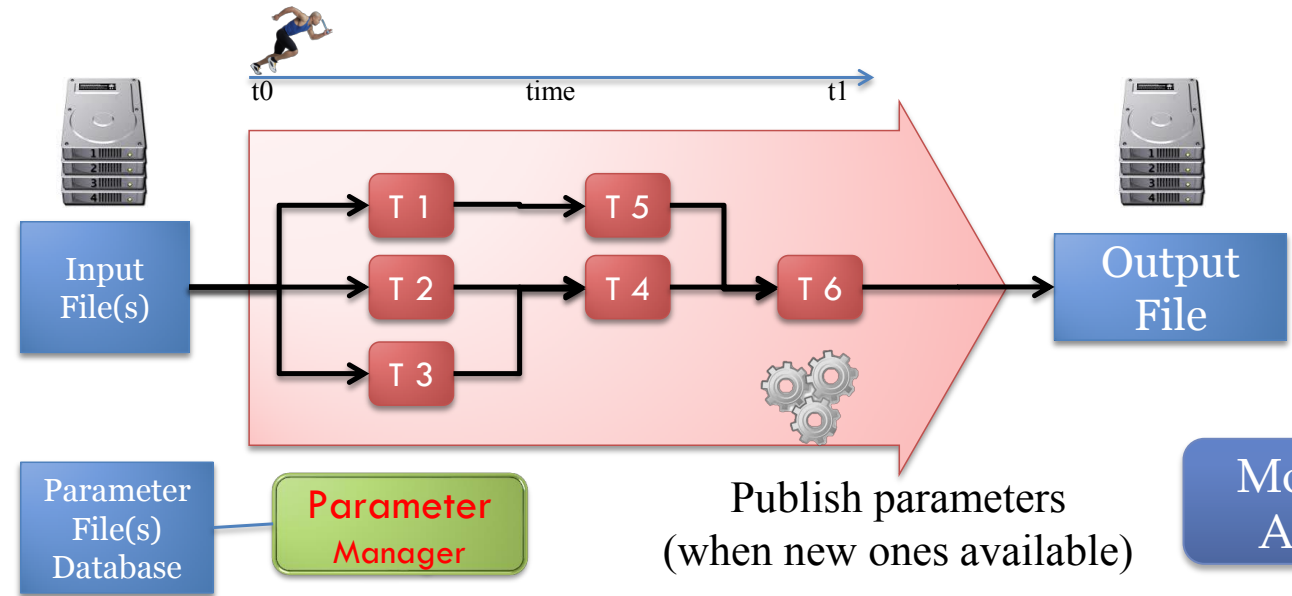 t0 time t1
T 1
T 5
Input
File(s)
T 2
T 4
T 6
Output
File
T 3
Parameter
File(s)
Database
Parameter
Manager
Publish parameters
(when new ones available)